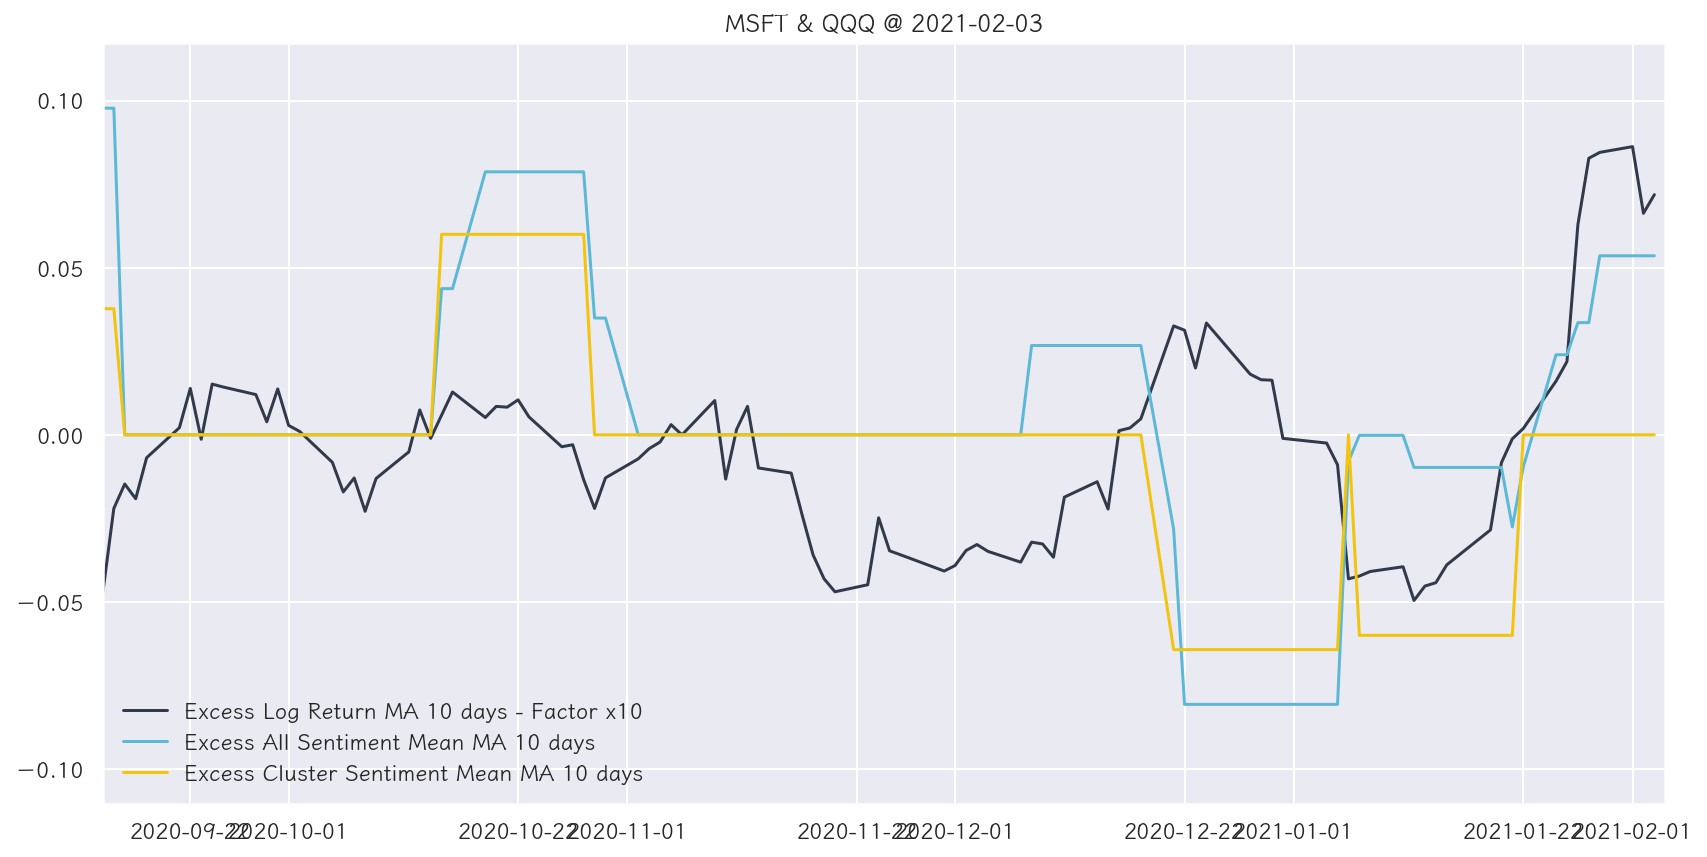 MSFT & QQQ @ 2021-02-03
0.10
0.05
0.00
−0.05
−0.10
Excess Log Return MA 10 days - Factor x10
Excess All Sentiment Mean MA 10 days
Excess Cluster Sentiment Mean MA 10 days
2020-09-22 2020-10-01 2020-10-22 2020-11-01 2020-11-22 2020-12-01 2020-12-22 2021-01-01 2021-01-22 2021-02-01